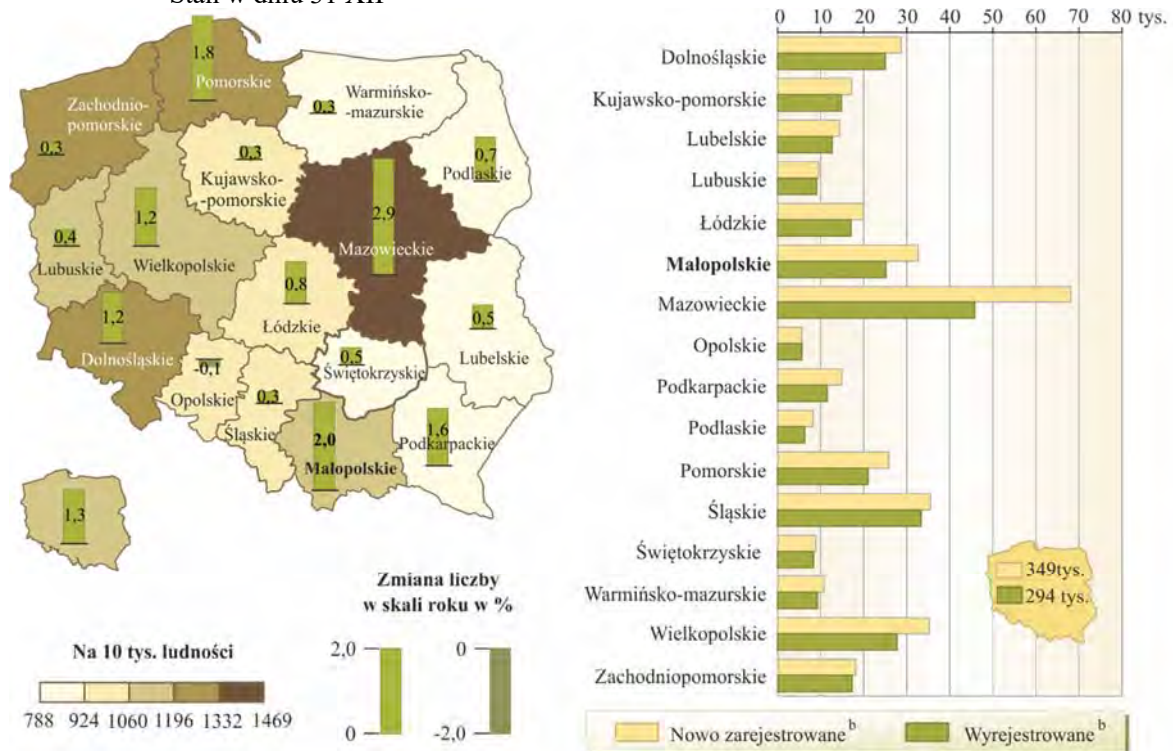 Stan w dniu 31 XII
1,8
Pomorskie
Zachodnio-
pomorskie
0,3
Warmińsko-
-mazurskie
0,3
0,7
Podlaskie
0,3
Kujawsko-
-pomorskie
2,9
Mazowieckie
1,2
Wielkopolskie
0,4
Lubuskie
0,8
Łódzkie
1,2
Dolnośląskie
0,5
Lubelskie
0,5
Świętokrzyskie
-0,1
Opolskie
0,3
Śląskie
2,0
Małopolskie
1,6
Podkarpackie
1,3
Zmiana liczby
w skali roku w %
2,0
0
0
-2,0
Na 10 tys. ludności
788 924 1060 1196 1332 1469
0 10 20 30 40 50 60 70 80 tys.
Dolnośląskie
Kujawsko-pomorskie
Lubelskie
Lubuskie
Łódzkie
Małopolskie
Mazowieckie
Opolskie
Podkarpackie
Podlaskie
Pomorskie
Śląskie
Świętokrzyskie
Warmińsko-mazurskie
Wielkopolskie
Zachodniopomorskie
349tys.
294 tys.
Nowo zarejestrowane b
Wyrejestrowane b